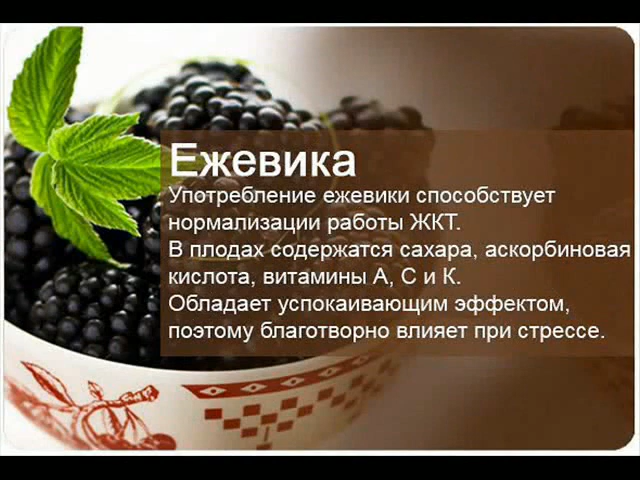 Ежевика
Употребление ежевики способствует
нормализации работы ЖКТ.
В плодах содержатся сахара, аскорбиновая
кислота, витамины А, С и К.
Обладает успокаивающим эффектом,
поэтому благотворно влияет при стрессе.